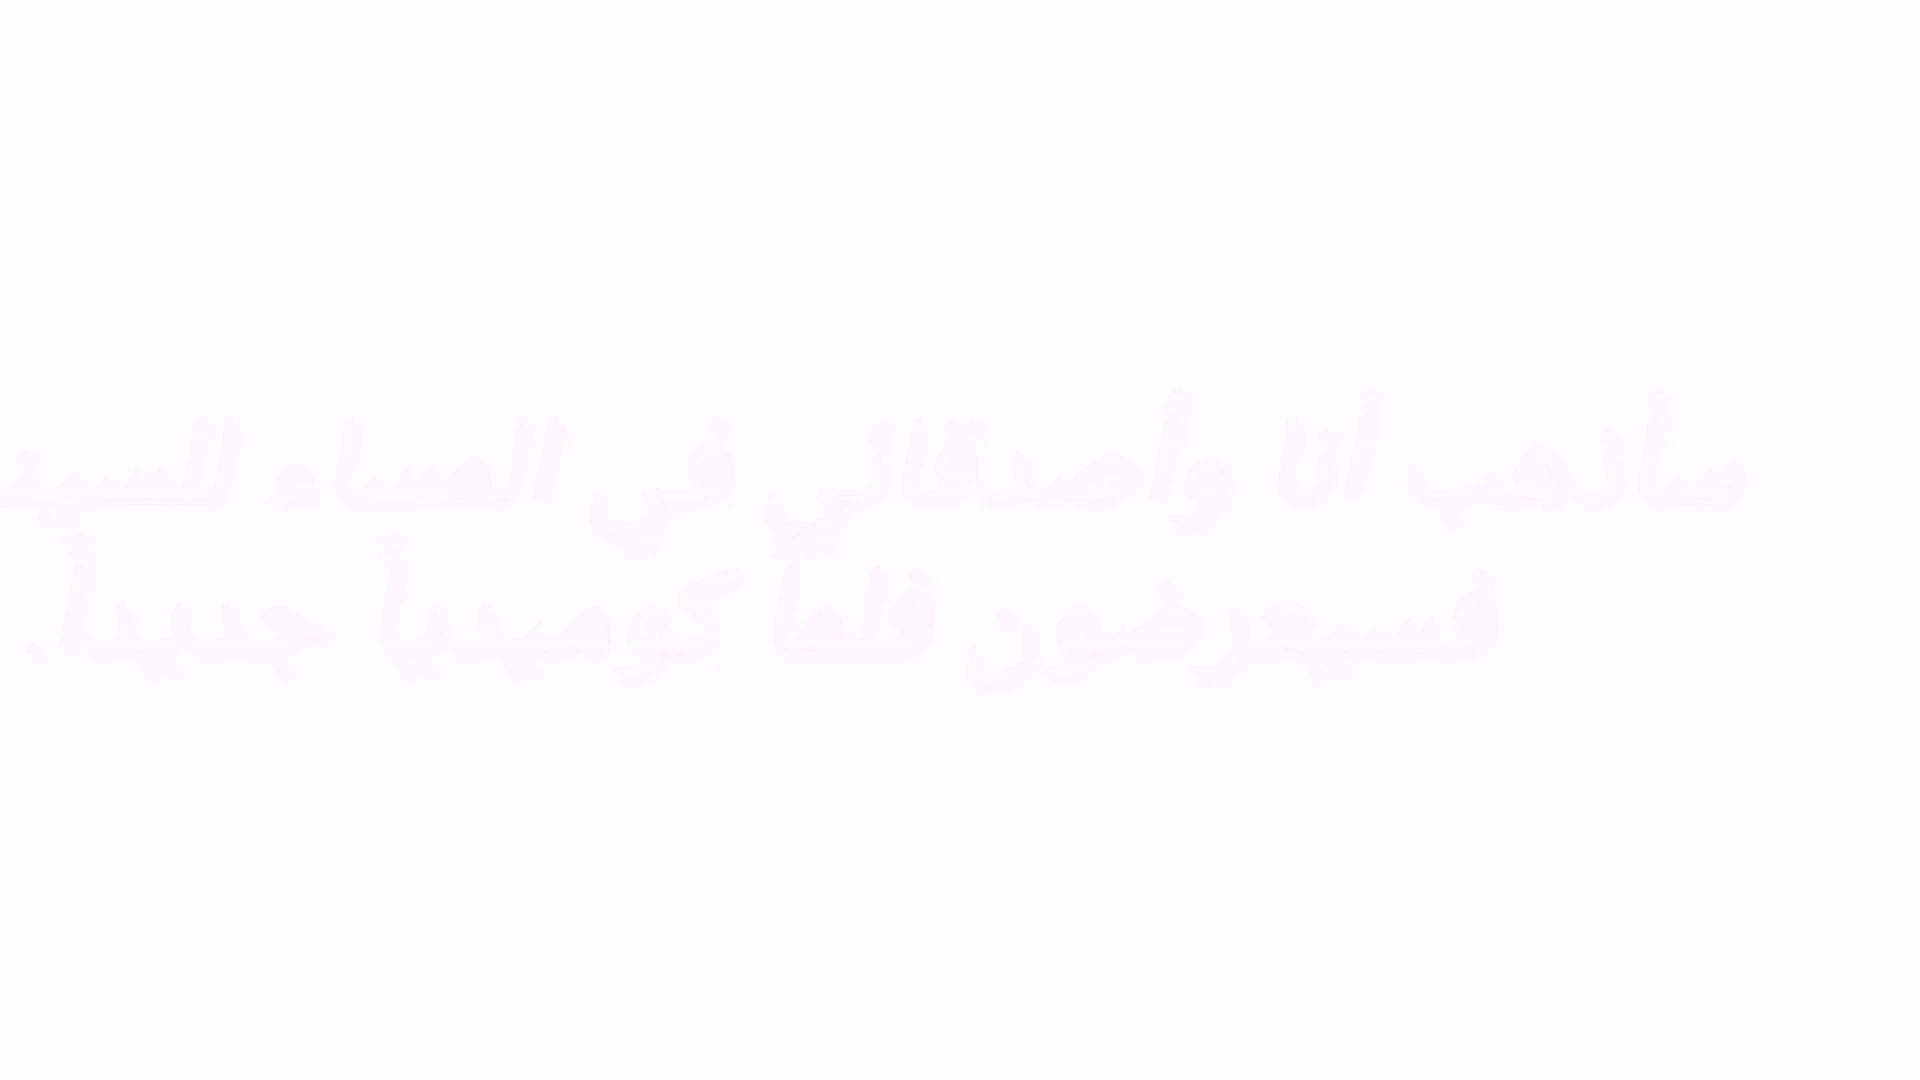 سأذهب أنا وأصدقائي في المساء
فسيعرضون فلماً كوميدياً جديداً.